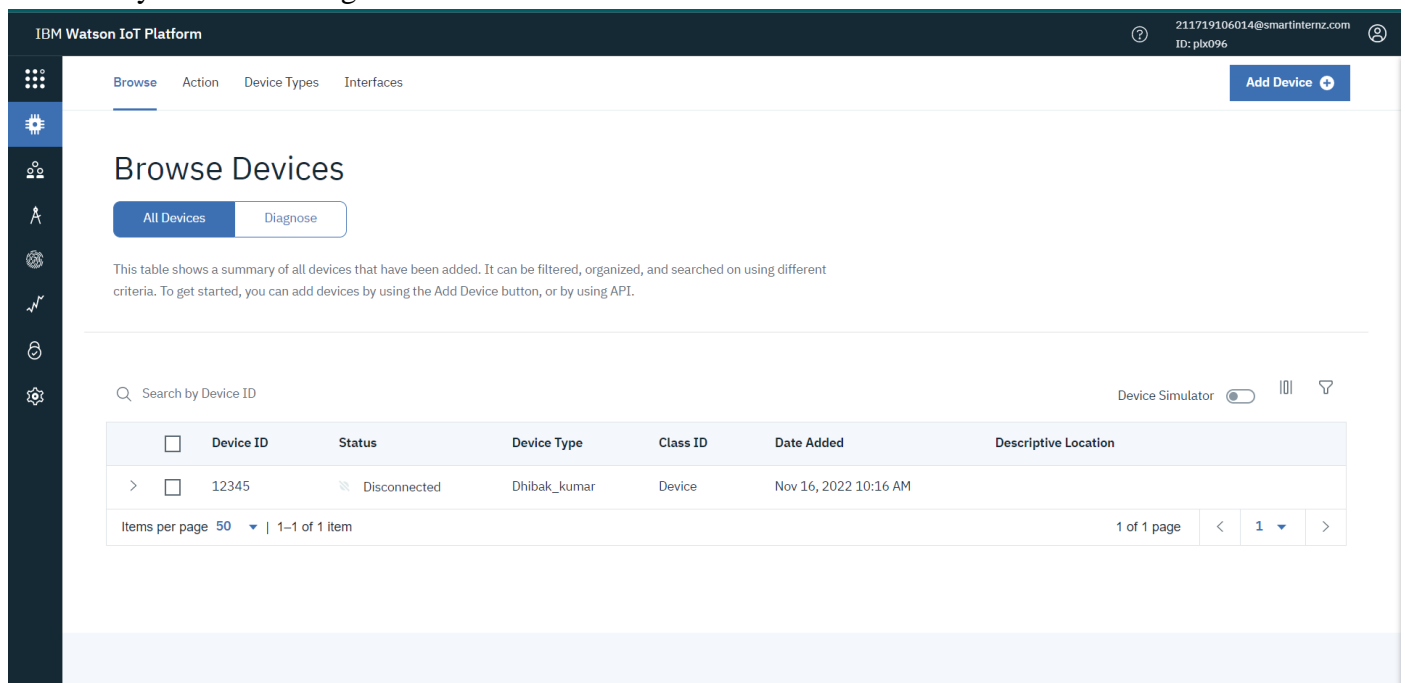 IBM Watson IoT Platform
211719106014@smartinternz.com
ID: plx096
Browse Action Device Types Interfaces
Add Device
Browse Devices
All Devices Diagnose
This table shows a summary of all devices that have been added. It can be filtered, organized, and searched on using different
criteria. To get started, you can add devices by using the Add Device button, or by using API.
Search by Device ID
Device Simulator
Device ID Status Device Type Class ID Date Added Descriptive Location
12345 Disconnected Dhibak_kumar Device Nov 16, 2022 10:16 AM
Items per page 50 | 1–1 of 1 item
1 of 1 page < 1 >